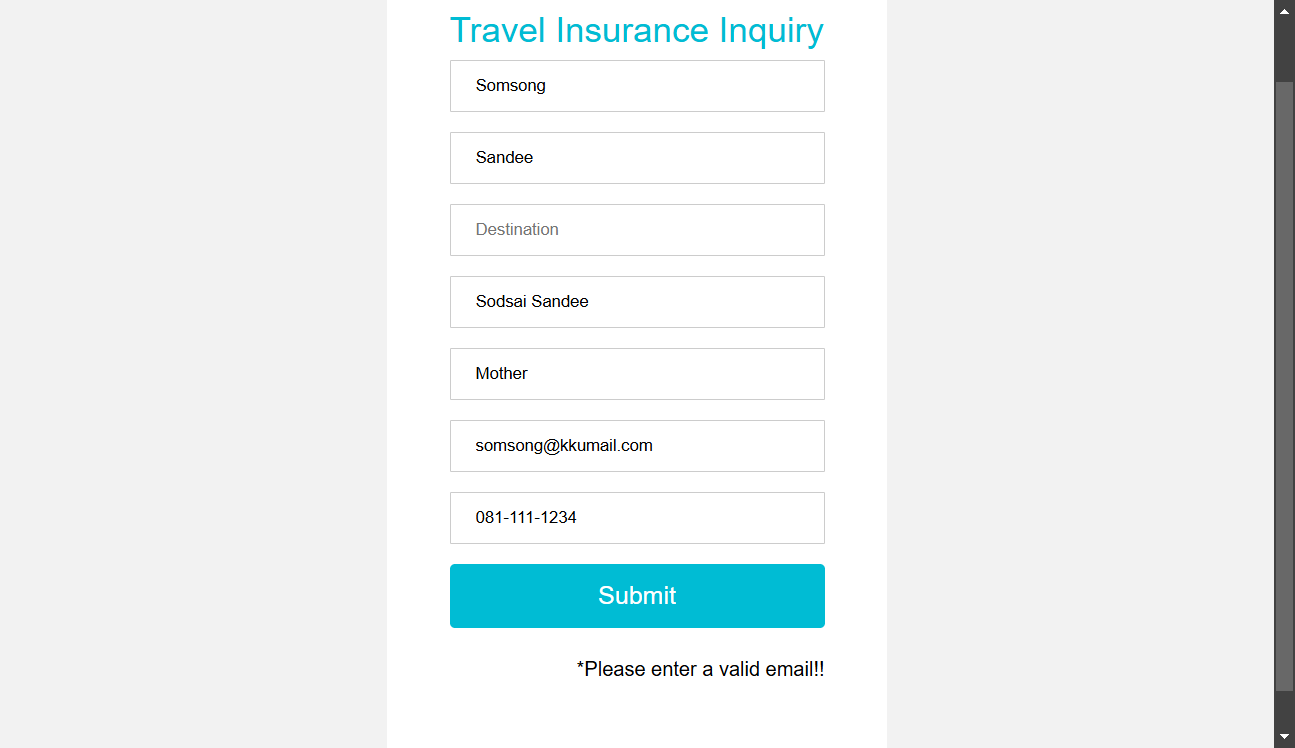 Travel Insurance Inquiry
Somsong
Sandee
Destination
Sodsai Sandee
Mother
somsong@kkumail.com
081-111-1234
Submit
*Please enter a valid email!!